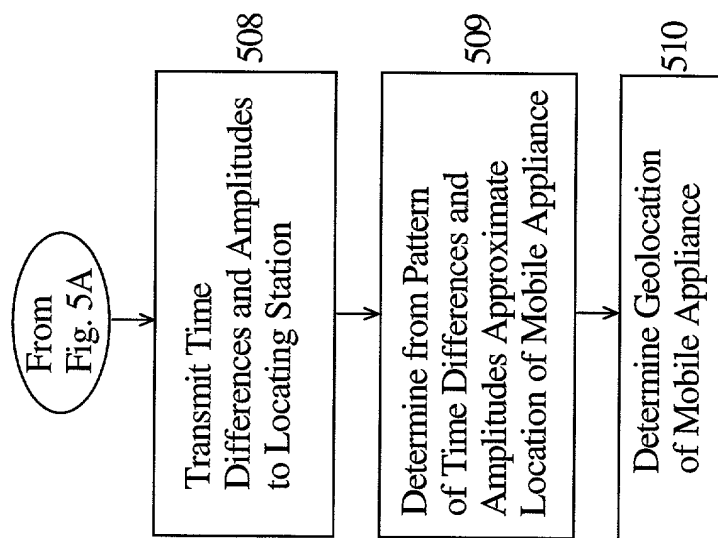 From
Fig. 5A
Transmit Time
Differences and Amplitudes
to Locating Station
508
Determine from Pattern
of Time Differences and
Amplitudes Approximate
Location of Mobile Appliance
509
Determine Geolocation
of Mobile Appliance
510